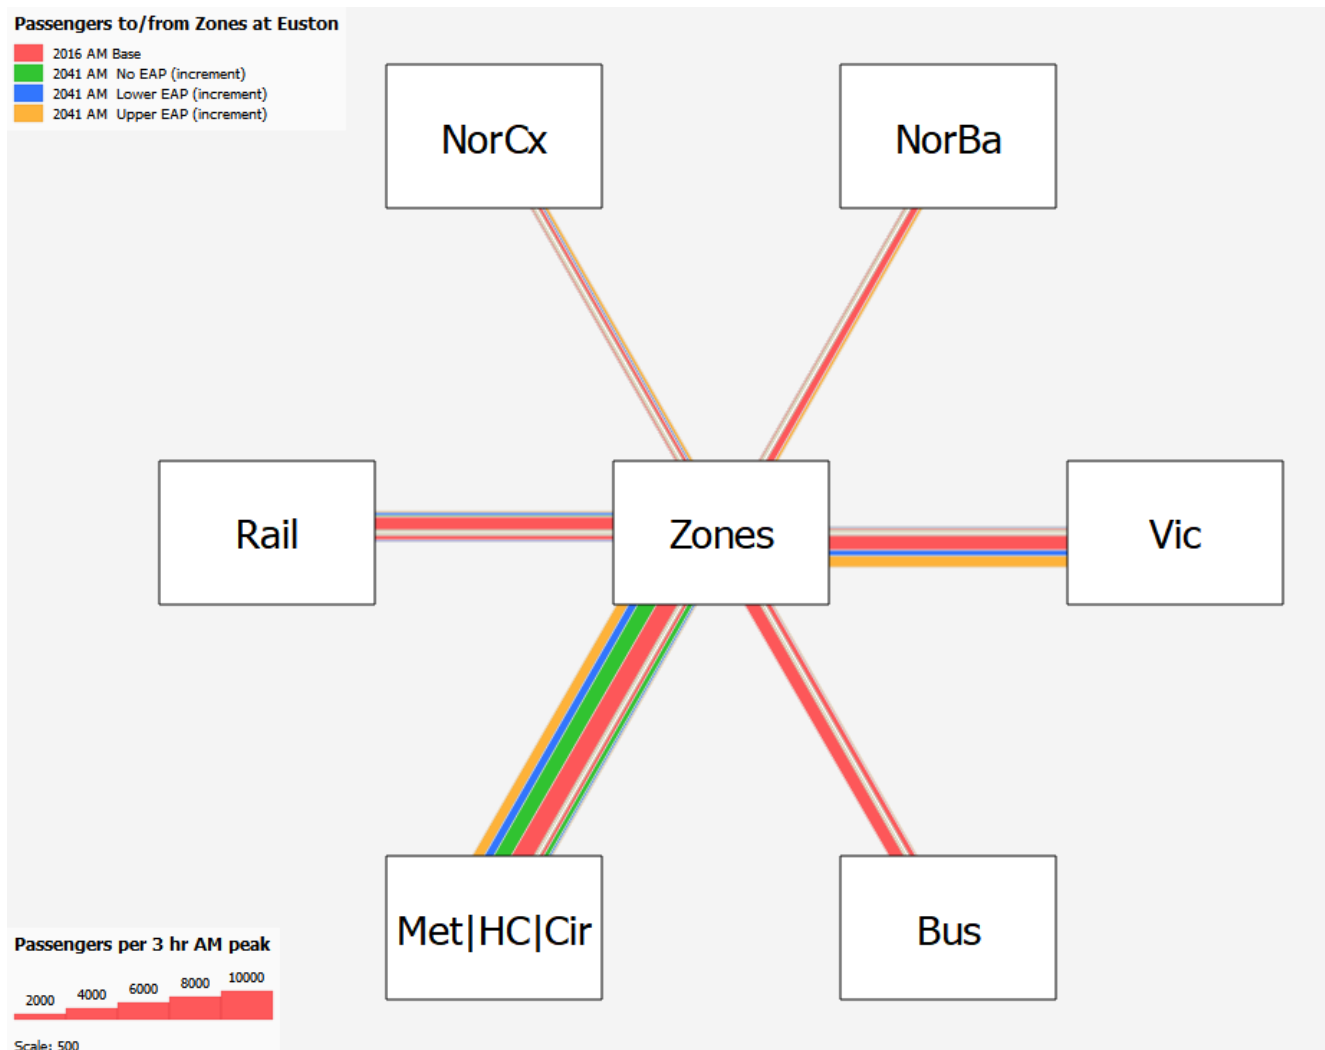 Passengers to/from Zones at Euston
2016 AM Base
2041 AM  No EAP (increment)
2041 AM  Lower EAP (increment)
2041 AM  Upper EAP (increment)
NorCx
NorBa
Rail
Zones
Vic
Met|HC|Cir
Bus
Passengers per 3 hr AM peak
2000 4000 6000 8000 10000
Scale: 500